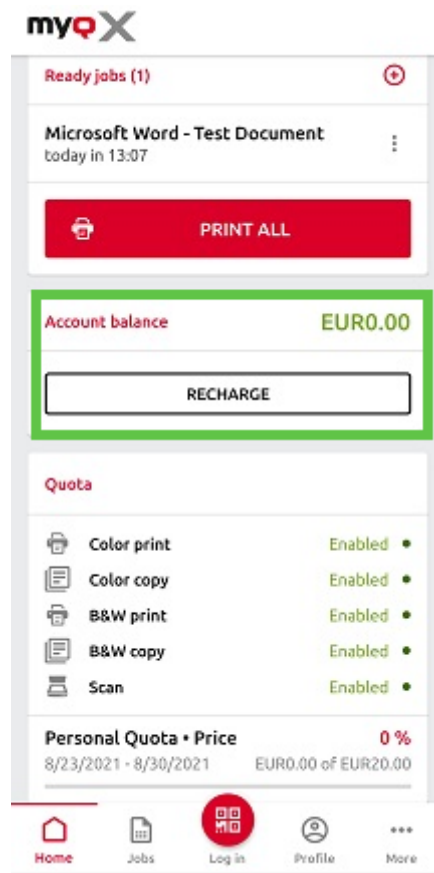 myQ X
Ready jobs (1)
Microsoft Word - Test Document
today in 13:07
PRINT ALL
Account balance EUR0.00
RECHARGE
Quota
Color print Enabled
Color copy Enabled
B&W print Enabled
B&W copy Enabled
Scan Enabled
Personal Quota • Price 0 %
8/23/2021 - 8/30/2021 EUR0.00 of EUR20.00
Home Jobs Log in Profile More